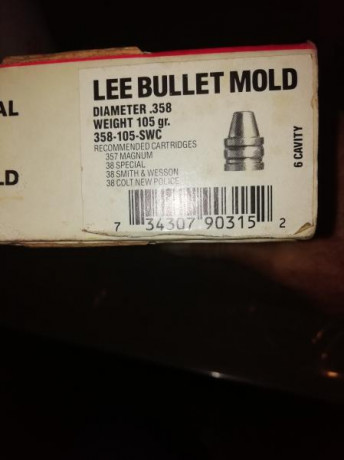 AL
LD
LEE BULLET MOLD
DIAMETER .358
WEIGHT 105 gr.
358-105-SWC
RECOMMENDED CARTRIDGES
357 MAGNUM
38 SPECIAL
38 SMITH & WESSON
38 COLT NEW POLICE
6 CAVITY
7 34307 90315 2